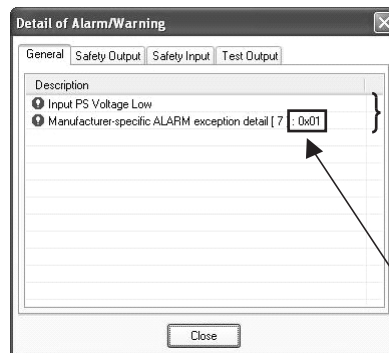 Detail of Alarm/Warning
General Safety Output Safety Input Test Output
Description
Input PS Voltage Low
Manufacturer-specific ALARM exception detail [ 7 : 0x01
Close